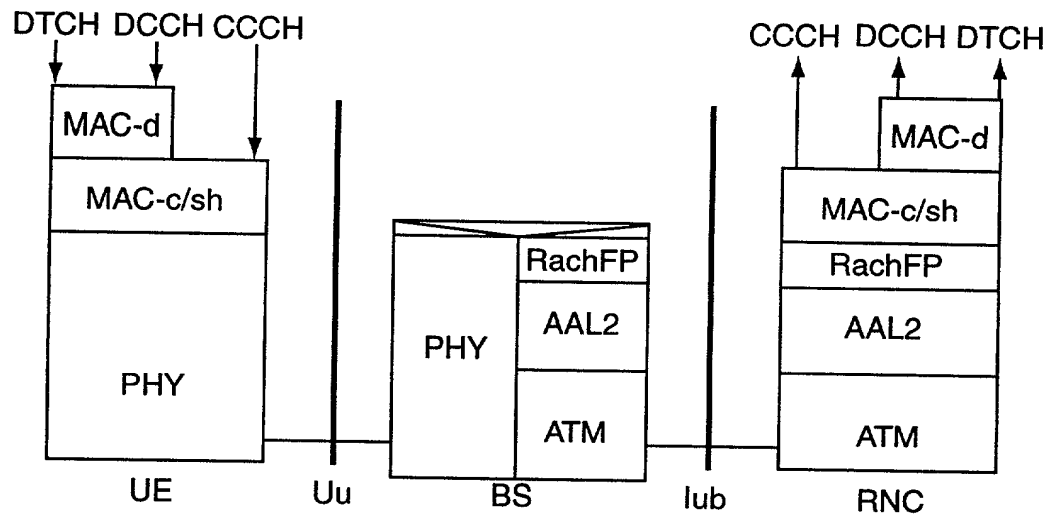 DTCH DCCH CCCH
CCCH DCCH DTCH
MAC-d
MAC-d
MAC-c/sh
MAC-c/sh
RachFP
RachFP
PHY
PHY
AAL2
AAL2
ATM
ATM
UE
Uu
BS
Iub
RNC